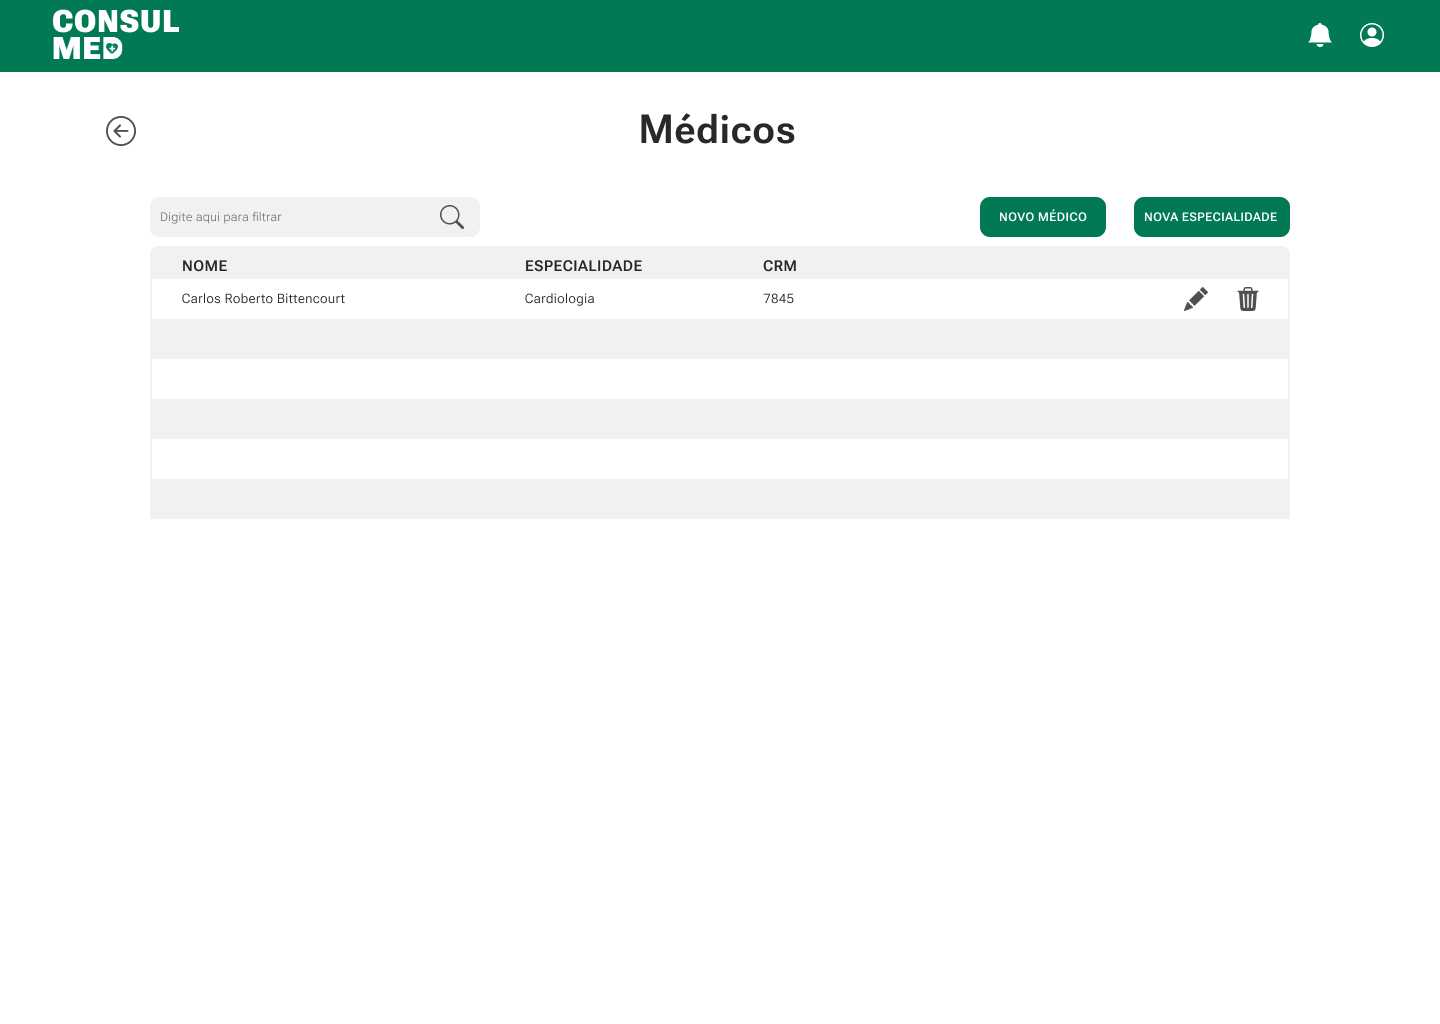 CONSUL
MED
Médicos
Digite aqui para filtrar
NOVO MÉDICO
NOVA ESPECIALIDADE
NOME ESPECIALIDADE CRM
Carlos Roberto Bittencourt Cardiologia 7845